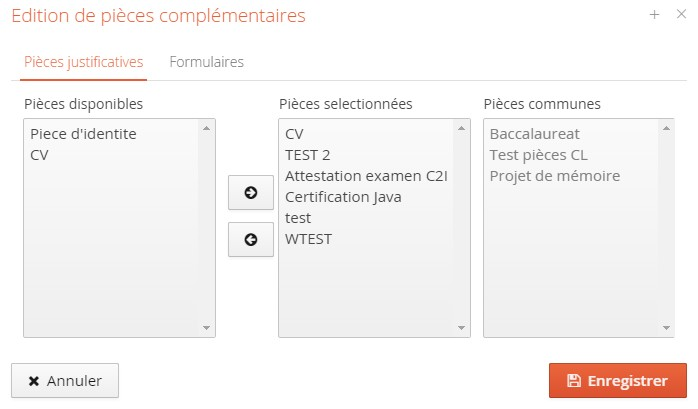 Edition de pièces complémentaires
Pièces justificatives
Formulaires
Pièces disponibles
Piece d'identite
CV
Pièces selectionnées
CV
TEST 2
Attestation examen C2I
Certification Java
test
WTEST
Pièces communes
Baccalaureat
Test pièces CL
Projet de mémoire
Annuler
Enregistrer